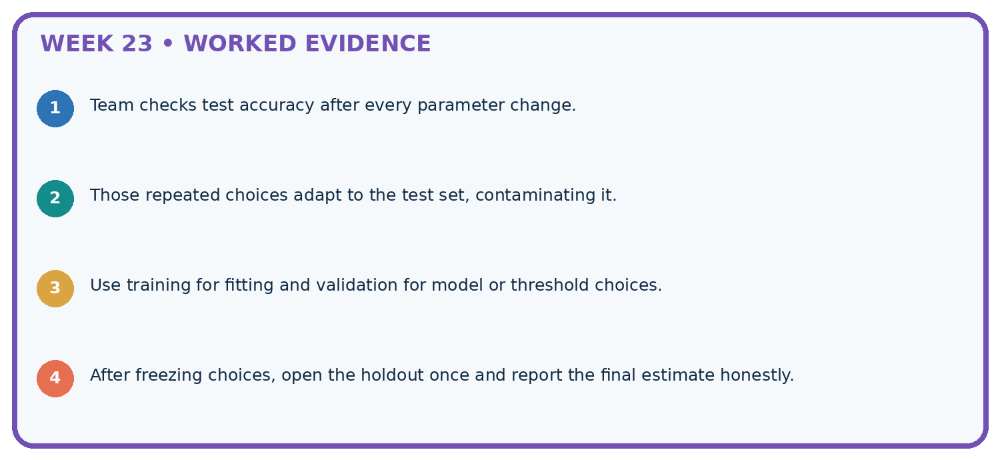 WEEK 23 • WORKED EVIDENCE
1 Team checks test accuracy after every parameter change.
2 Those repeated choices adapt to the test set, contaminating it.
3 Use training for fitting and validation for model or threshold choices.
4 After freezing choices, open the holdout once and report the final estimate honestly.